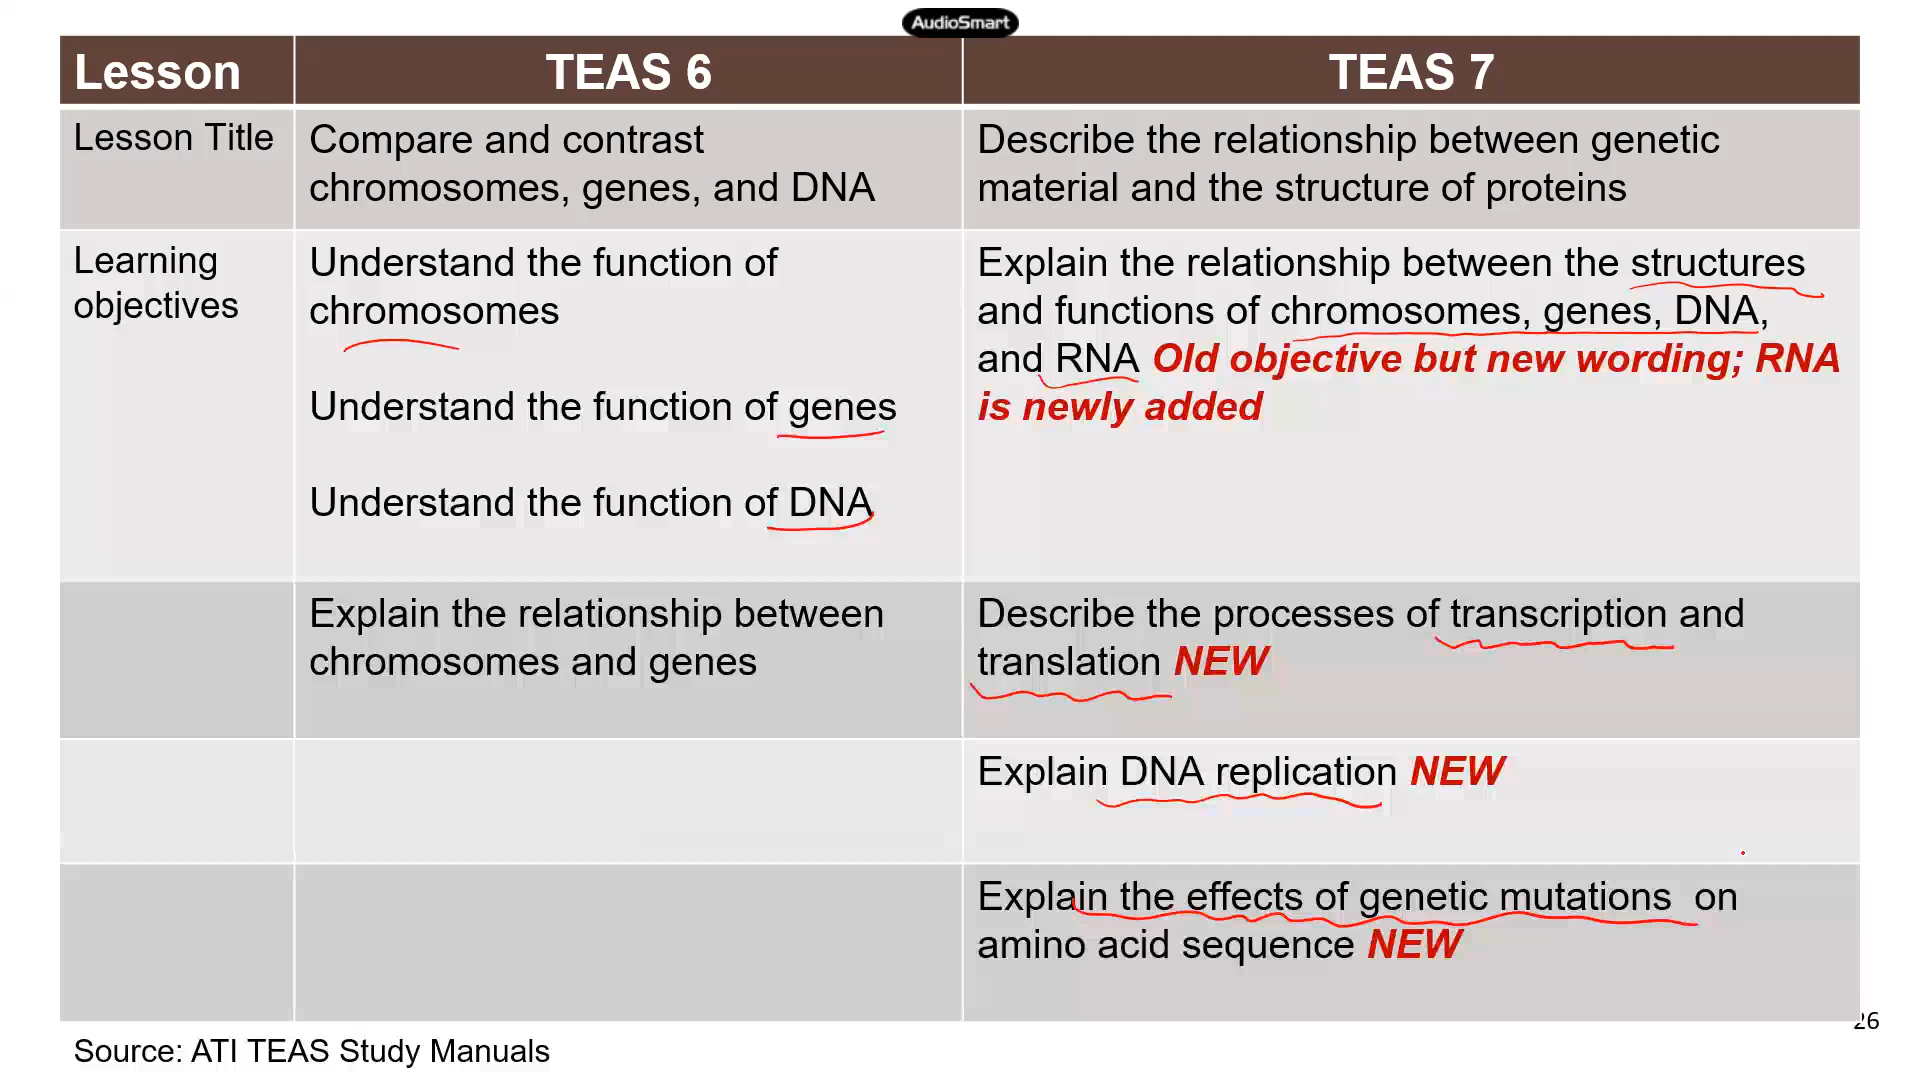 AudioSmart
Lesson
TEAS 6
TEAS 7
Lesson Title
Compare and contrast
chromosomes, genes, and DNA
Describe the relationship between genetic
material and the structure of proteins
Learning
objectives
Understand the function of
chromosomes
Understand the function of genes
Understand the function of DNA
Explain the relationship between the structures
and functions of chromosomes, genes, DNA,
and RNA Old objective but new wording; RNA
is newly added
Explain the relationship between
chromosomes and genes
Describe the processes of transcription and
translation NEW
Explain DNA replication NEW
Explain the effects of genetic mutations on
amino acid sequence NEW
26
Source: ATI TEAS Study Manuals